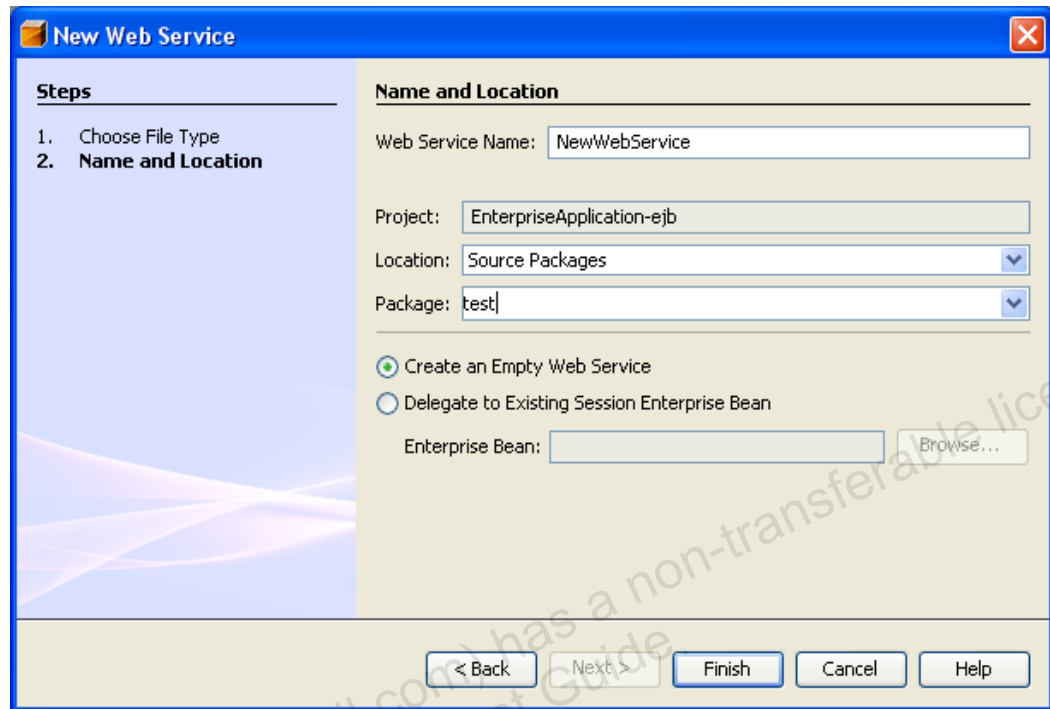 New Web Service
Steps
1. Choose File Type
2. Name and Location
Name and Location
Web Service Name: NewWebService
Project: EnterpriseApplication-ejb
Location: Source Packages
Package: test
Create an Empty Web Service
Delegate to Existing Session Enterprise Bean
Enterprise Bean: Browse...
< Back Next > Finish Cancel Help
com) has a non-transferable lice
Guide